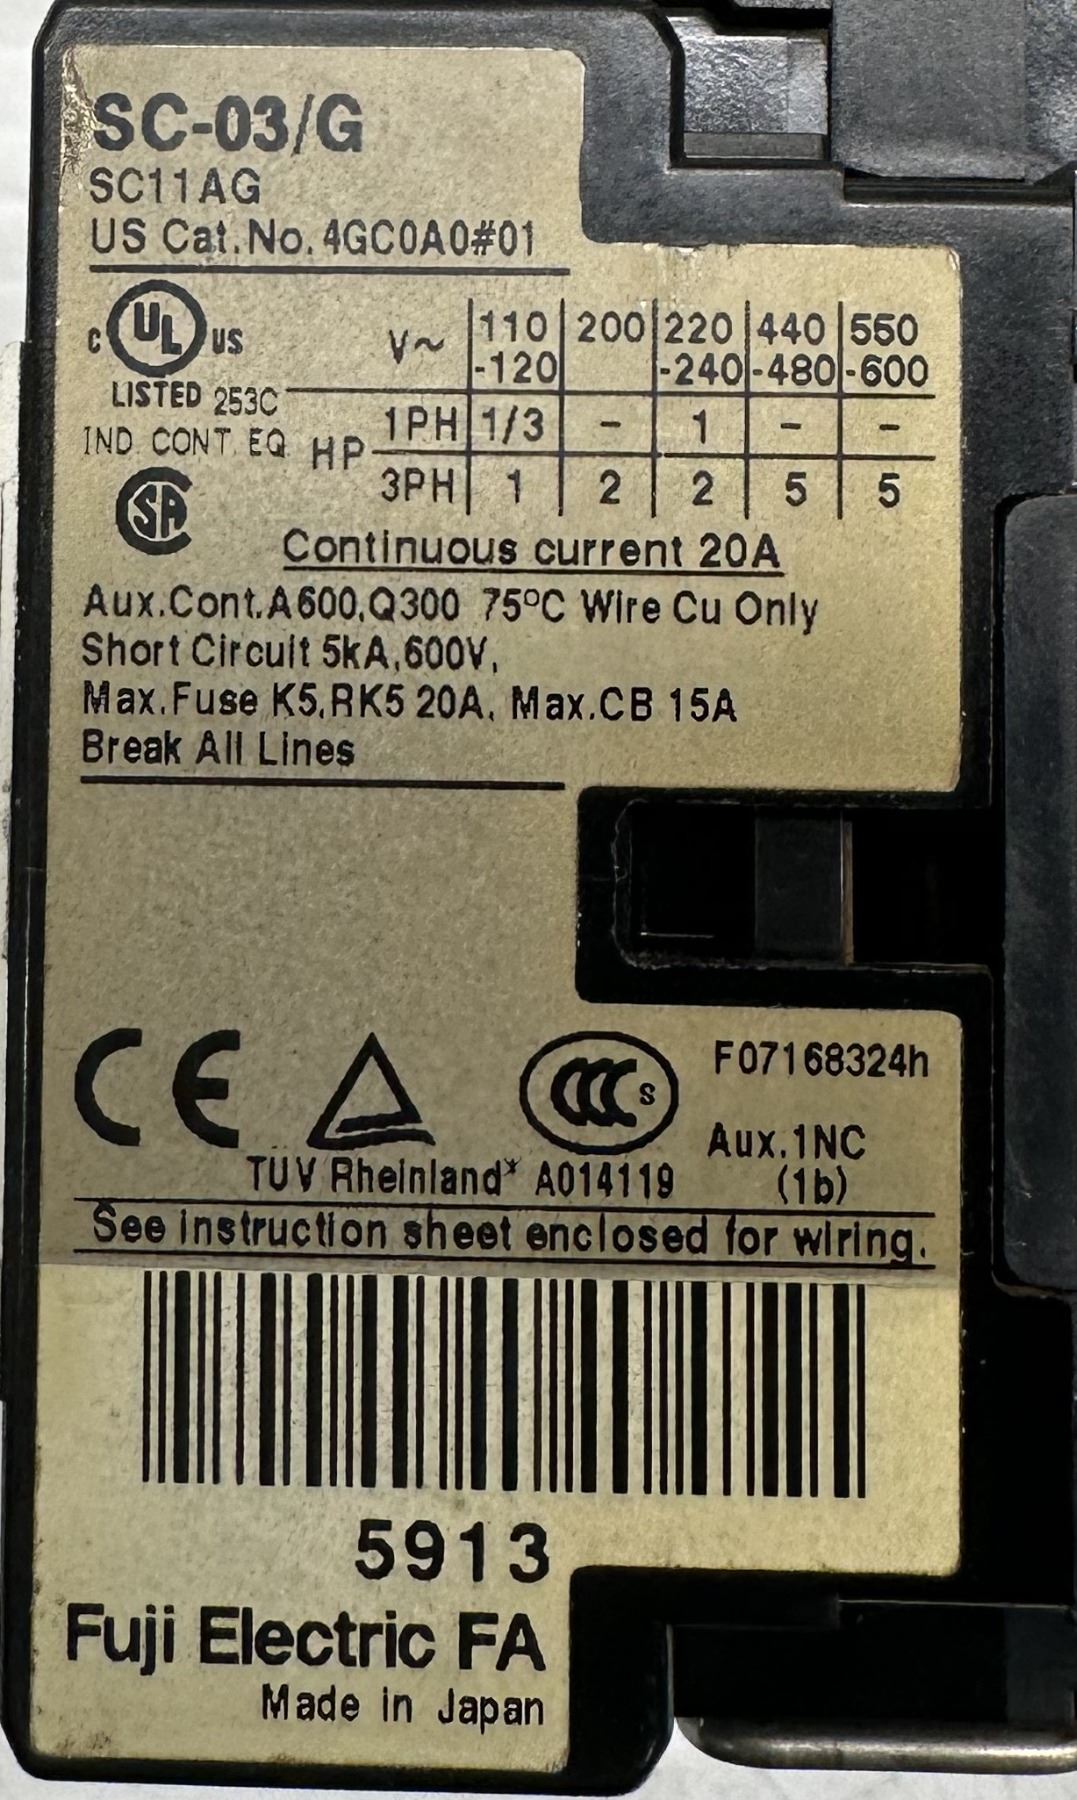 SC-03/G
SC11AG
US Cat.No. 4GC0A0#01
C UL US
LISTED 253C
IND. CONT. EQ.
SA
V~ 110-120 200 220-240 440-480 550-600
HP 1PH 1/3 - 1 - -
3PH 1 2 2 5 5
Continuous current 20A
Aux.Cont.A600,Q300 75°C Wire Cu Only
Short Circuit 5kA,600V,
Max.Fuse K5,RK5 20A, Max.CB 15A
Break All Lines
CE
CCC S
F07168324h
Aux.1NC
(1b)
TUV Rheinland* A014119
See instruction sheet enclosed for wiring.
5913
Fuji Electric FA
Made in Japan